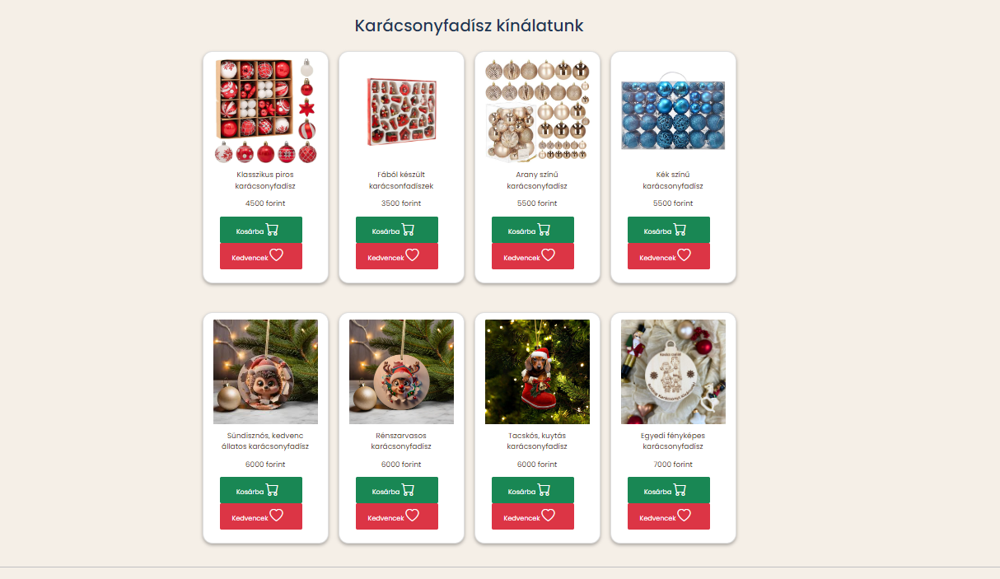 Karácsonyfadísz kínálatunk
Klasszikus piros
karácsonyfadísz
4500 forint
Kosárba
Kedvencek
Fából készült
karácsonfadíszek
3500 forint
Kosárba
Kedvencek
Arany színű
karácsonyfadísz
5500 forint
Kosárba
Kedvencek
Kék színű
karácsonyfadísz
5500 forint
Kosárba
Kedvencek
Sündisznós, kedvenc
állatos karácsonyfadísz
6000 forint
Kosárba
Kedvencek
Rénszarvasos
karácsonyfadísz
6000 forint
Kosárba
Kedvencek
Tacskós, kuytás
karácsonyfadísz
6000 forint
Kosárba
Kedvencek
Egyedi fényképes
karácsonyfadísz
7000 forint
Kosárba
Kedvencek